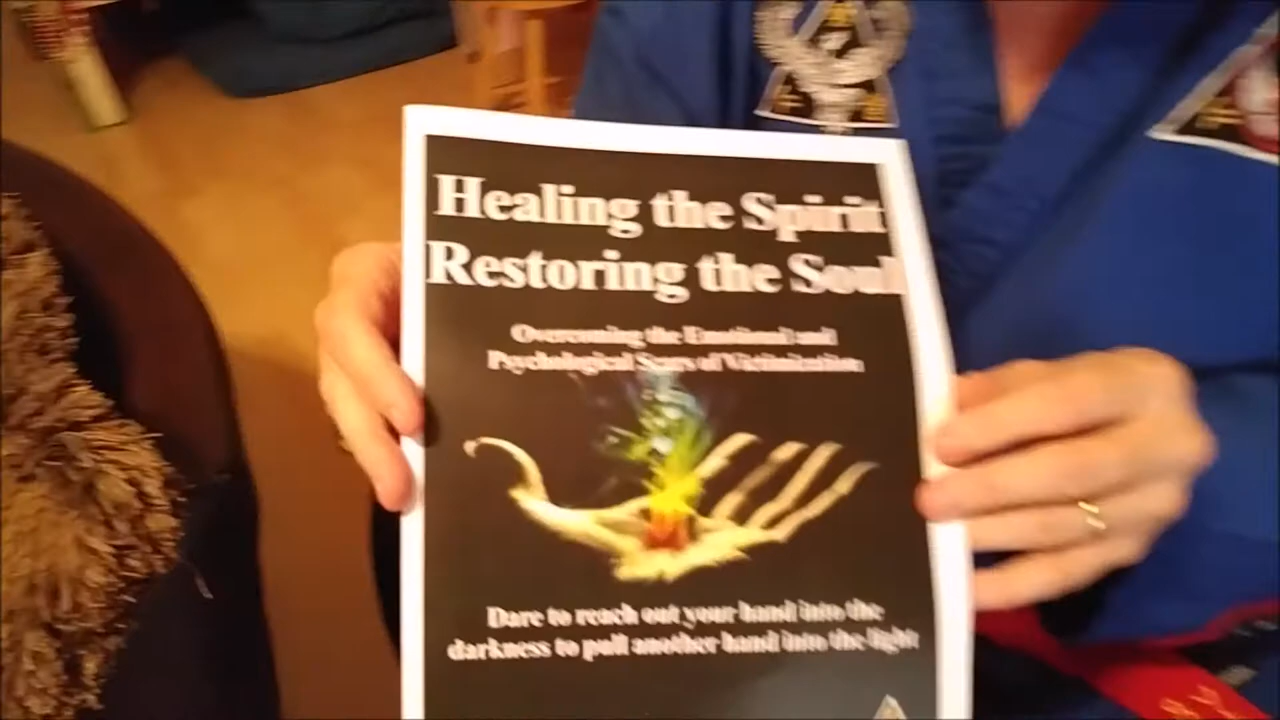 Healing the Spirit
Restoring the Soul
Overcoming the Emotional and
Psychological Scars of Victimization
Dare to reach out your hand into the
darkness to pull another hand into the light